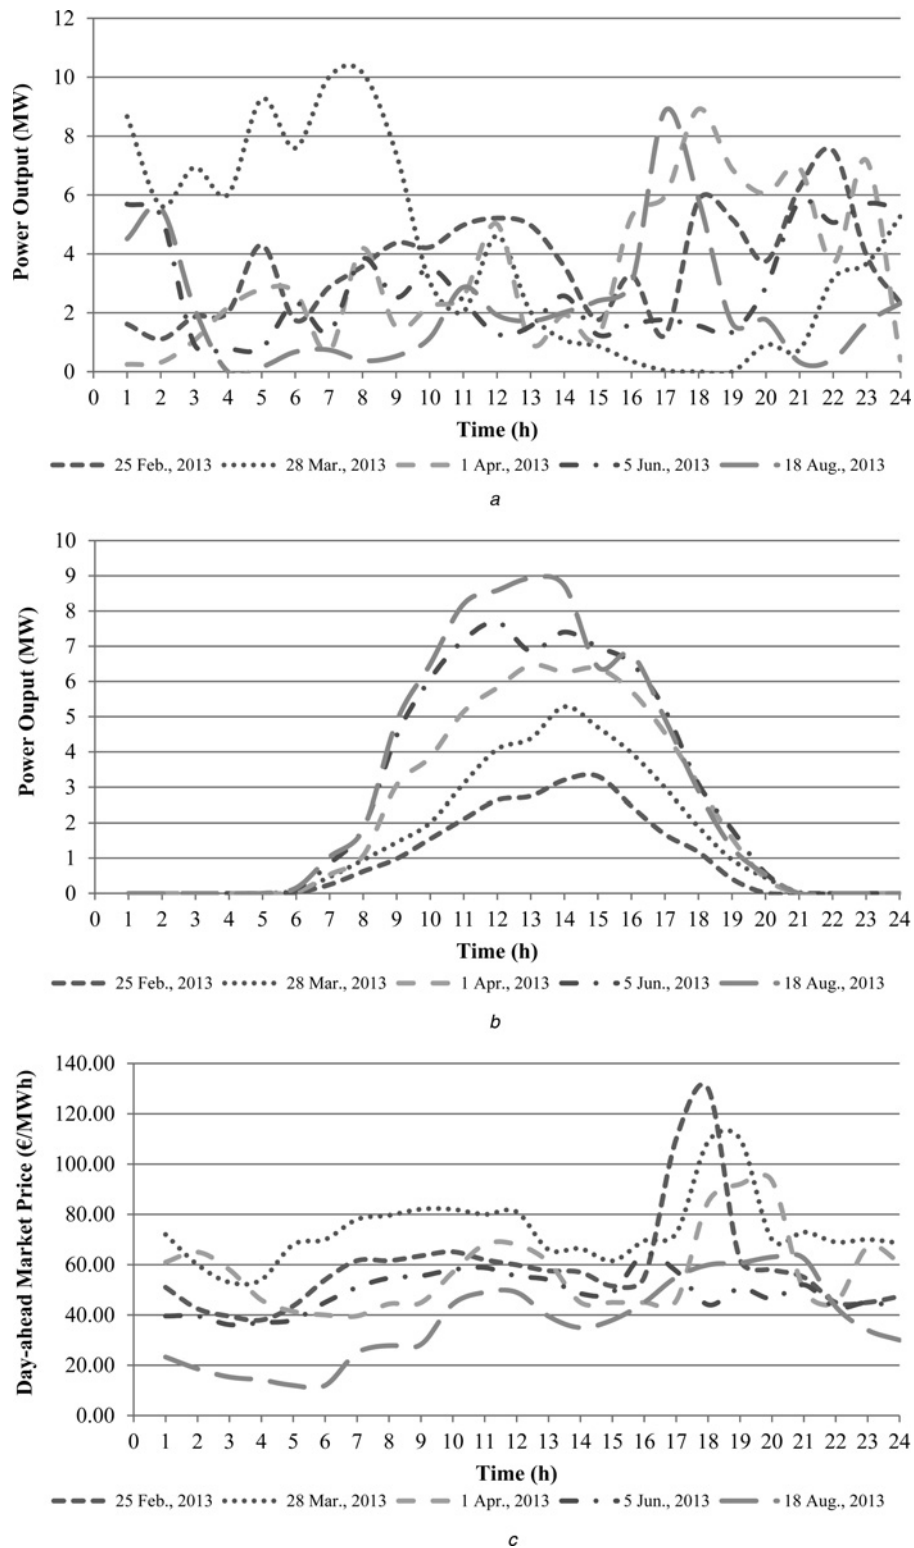 12
10
8
6
4
2
0
Power Output (MW)
0 1 2 3 4 5 6 7 8 9 10 11 12 13 14 15 16 17 18 19 20 21 22 23 24
Time (h)
25 Feb., 2013 28 Mar., 2013 1 Apr., 2013 5 Jun., 2013 18 Aug., 2013
a
10
9
8
7
6
5
4
3
2
1
0
Power Ouput (MW)
0 1 2 3 4 5 6 7 8 9 10 11 12 13 14 15 16 17 18 19 20 21 22 23 24
Time (h)
25 Feb., 2013 28 Mar., 2013 1 Apr., 2013 5 Jun., 2013 18 Aug., 2013
b
140.00
120.00
100.00
80.00
60.00
40.00
20.00
0.00
Day-ahead Market Price (€/MWh)
0 1 2 3 4 5 6 7 8 9 10 11 12 13 14 15 16 17 18 19 20 21 22 23 24
Time (h)
25 Feb., 2013 28 Mar., 2013 1 Apr., 2013 5 Jun., 2013 18 Aug., 2013
c